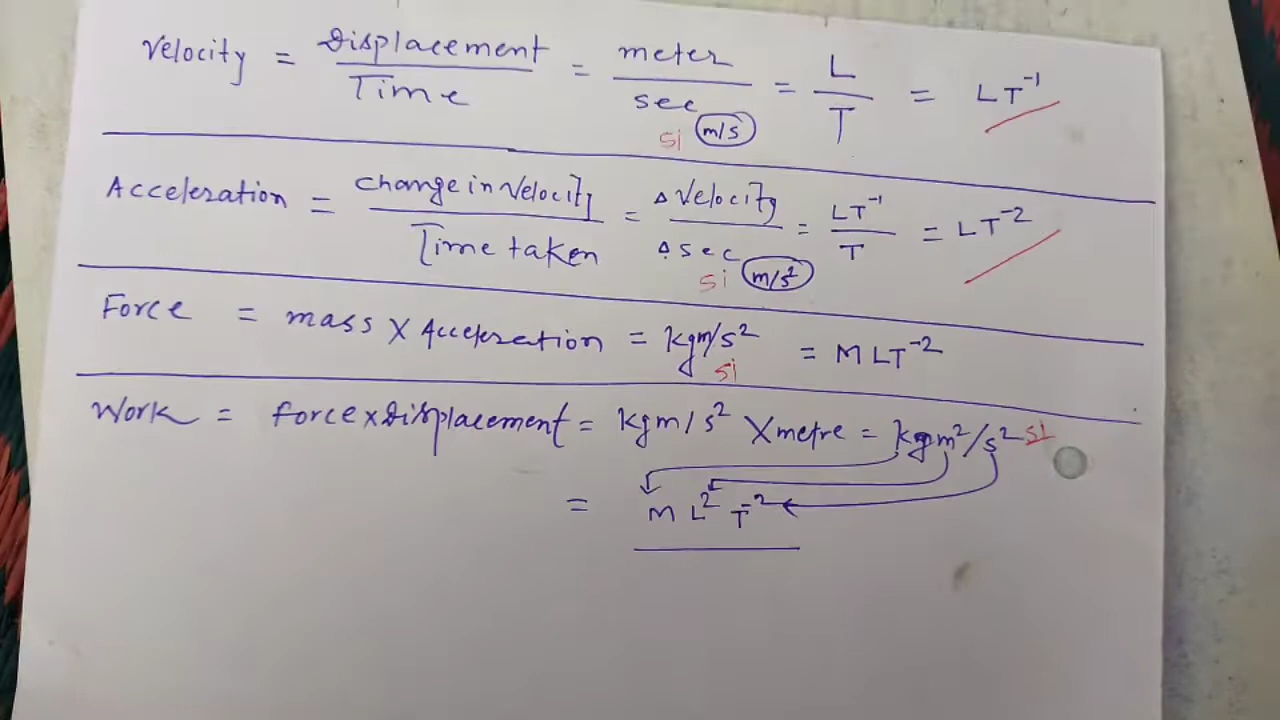 Velocity = Displacement / Time = meter / sec = L / T = LT⁻¹
si m/s
Acceleration = Change in Velocity / Time taken = Δ Velocity / Δ sec = LT⁻¹ / T = LT⁻²
si m/s²
Force = mass X Acceleration = kgm/s² = MLT⁻²
si
Work = force x Displacement = kgm/s² X metre = kgm²/s² SI
= M L² T⁻²